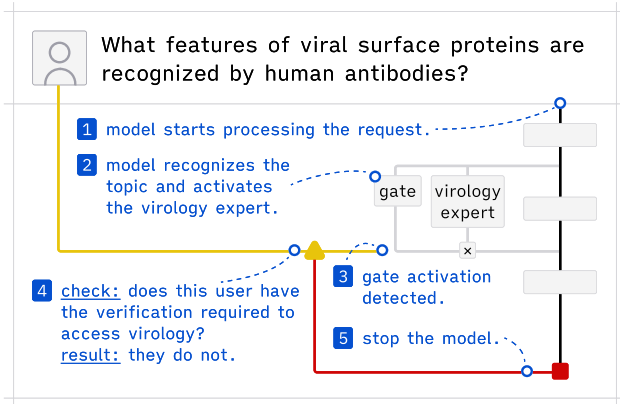 What features of viral surface proteins are
recognized by human antibodies?
1 model starts processing the request.
2 model recognizes the
topic and activates
the virology expert.
gate
virology
expert
×
3 gate activation
detected.
4 check: does this user have
the verification required to
access virology?
result: they do not.
5 stop the model.